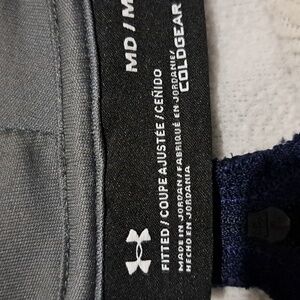 MD / M
FITTED / COUPE AJUSTÉE / CEÑIDO
MADE IN JORDAN/FABRIQUÉ EN JORDANIE/
HECHO EN JORDANIA
COLDGEAR